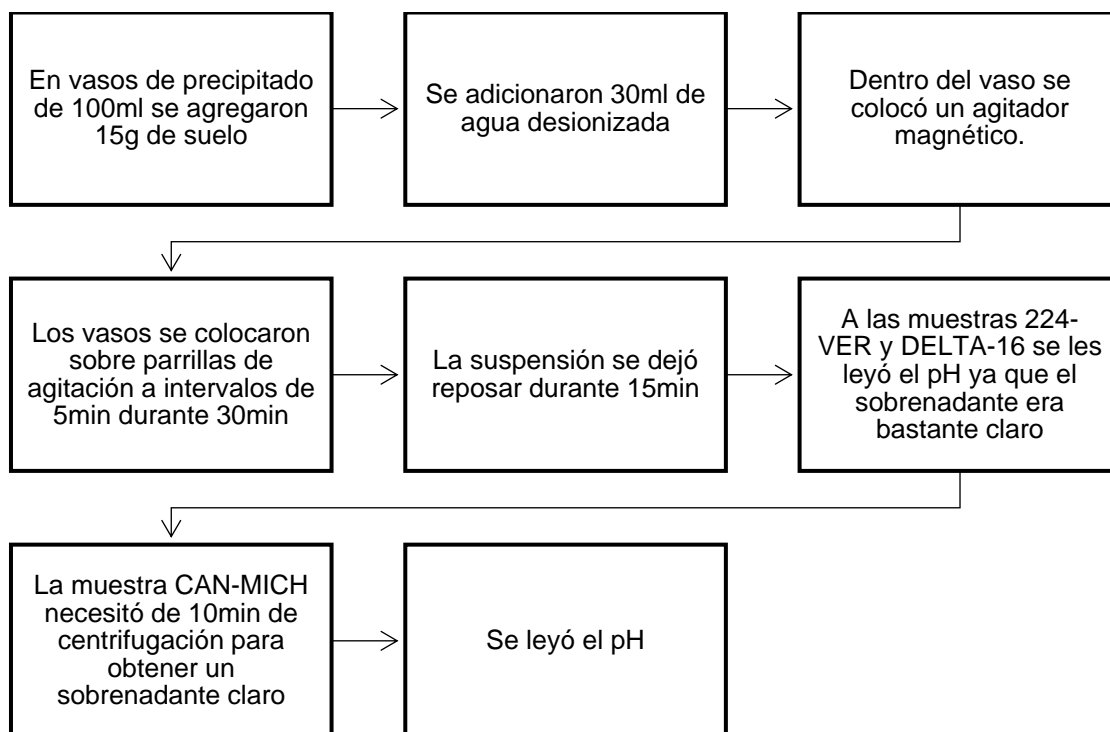 En vasos de precipitado
de 100ml se agregaron
15g de suelo
Se adicionaron 30ml de
agua desionizada
Dentro del vaso se
colocó un agitador
magnético.
Los vasos se colocaron
sobre parrillas de
agitación a intervalos de
5min durante 30min
La suspensión se dejó
reposar durante 15min
A las muestras 224-
VER y DELTA-16 se les
leyó el pH ya que el
sobrenadante era
bastante claro
La muestra CAN-MICH
necesitó de 10min de
centrifugación para
obtener un
sobrenadante claro
Se leyó el pH